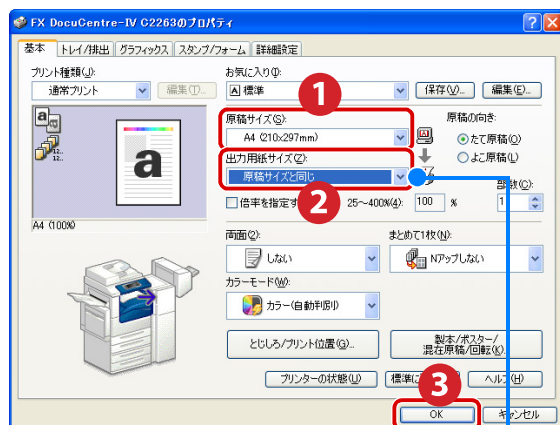 FX DocuCentre-IV C2263のプロパティ
基本 トレイ/排出 グラフィックス スタンプ/フォーム 詳細設定
プリント種類(J):
通常プリント 編集(T)...
お気に入り(I):
A 標準 保存(V)... 編集(E)...
1
原稿サイズ(S):
A4 (210x297mm)
原稿の向き:
たて原稿(O)
よこ原稿(L)
出力用紙サイズ(Z):
原稿サイズと同じ
2
部数(C):
倍率を指定す 25～400%(4): 100 % 1
a
12..
12..
a
A4 (100%)
両面(2):
しない
まとめて1枚(N):
Nアップしない
カラーモード(W):
カラー(自動判別)
とじしろ/プリント位置(G)...
製本/ポスター/
混在原稿/回転(K)...
プリンターの状態(U) 標準に ヘルプ(H)
3
OK キャンセル